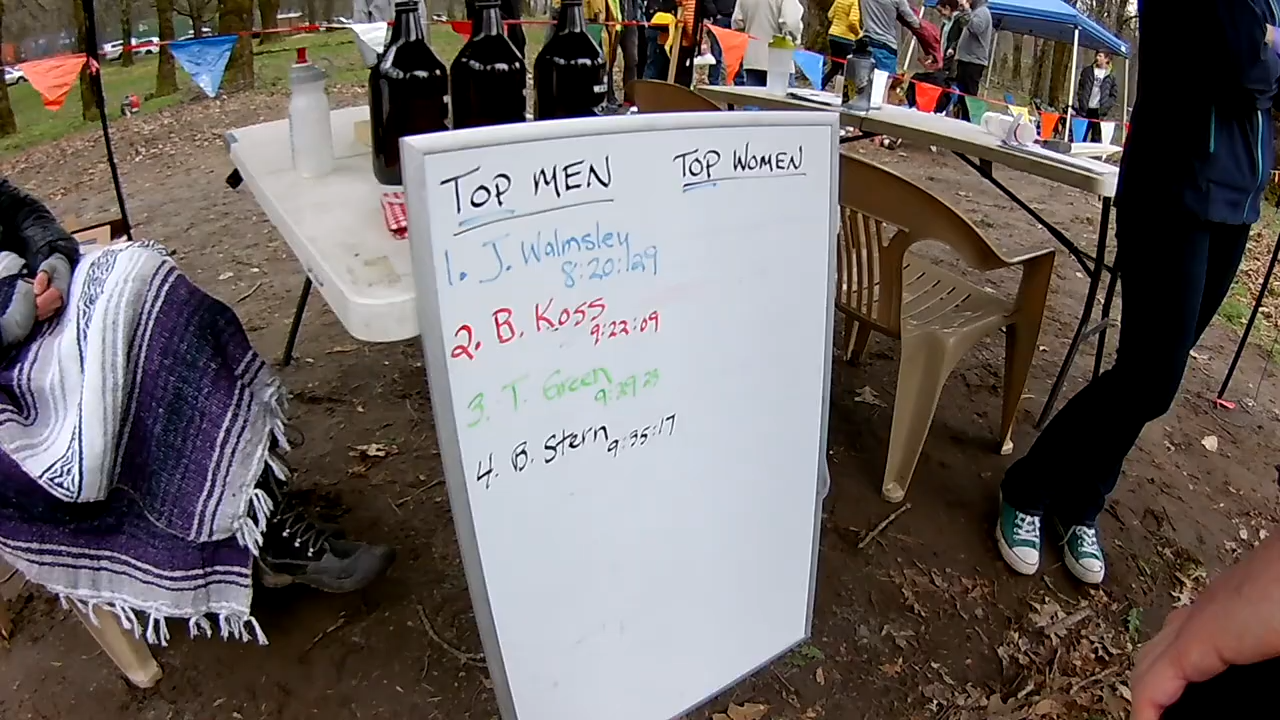 TOP MEN
TOP WOMEN
1. J. Walmsley
8:20:29
2. B. Koss
9:22:09
3. T. Green
9:29:25
4. B. Stern
9:35:17